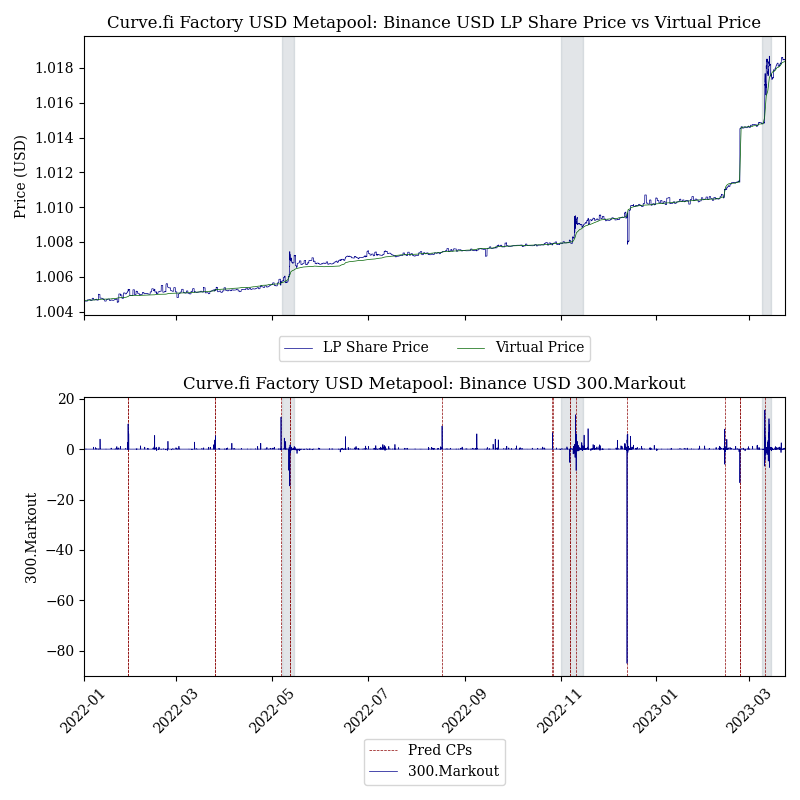 Curve.fi Factory USD Metapool: Binance USD LP Share Price vs Virtual Price
Price (USD)
1.018
1.016
1.014
1.012
1.010
1.008
1.006
1.004
LP Share Price
Virtual Price
Curve.fi Factory USD Metapool: Binance USD 300.Markout
300.Markout
20
0
−20
−40
−60
−80
2022-01
2022-03
2022-05
2022-07
2022-09
2022-11
2023-01
2023-03
Pred CPs
300.Markout